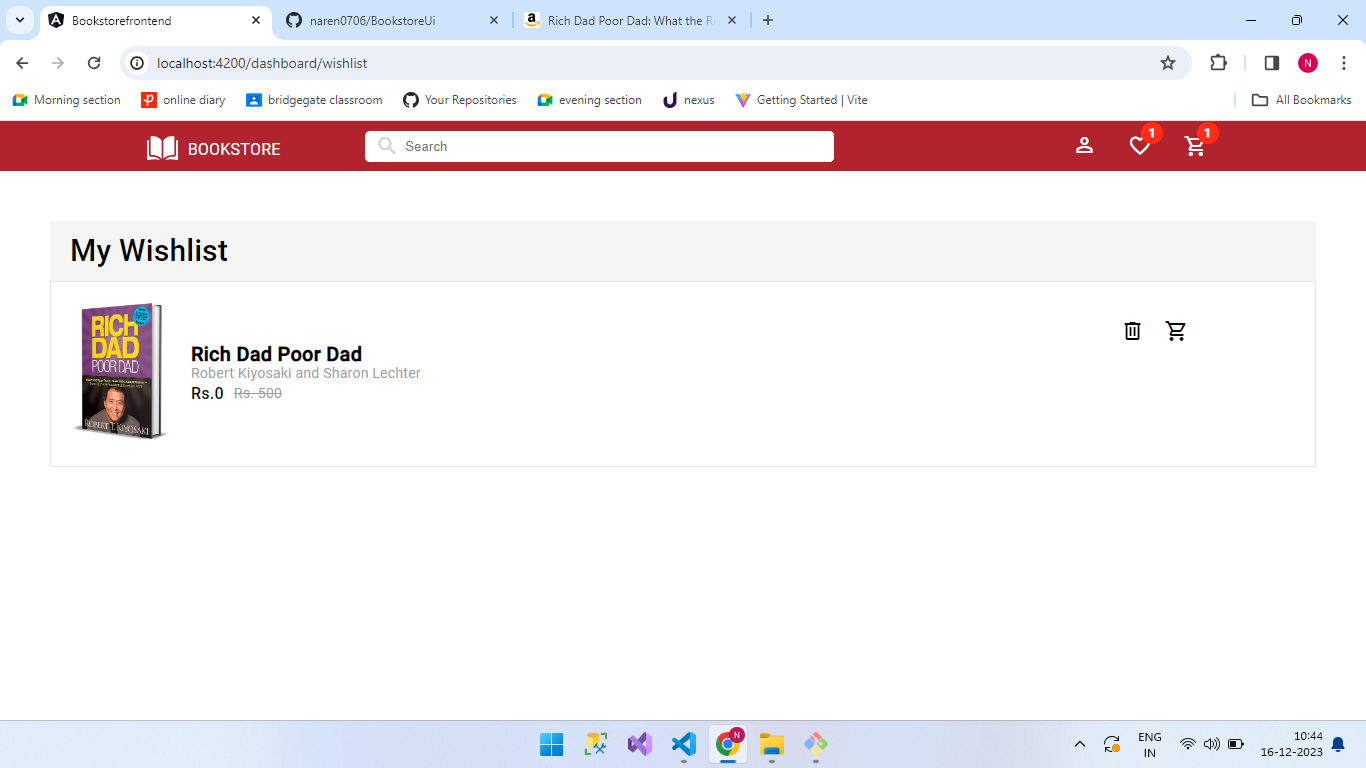 Bookstorefrontend
naren0706/BookstoreUi
Rich Dad Poor Dad: What the Ri
localhost:4200/dashboard/wishlist
N
Morning section
online diary
bridgegate classroom
Your Repositories
evening section
nexus
Getting Started | Vite
All Bookmarks
BOOKSTORE
Search
1
1
My Wishlist
RICH
DAD
POOR DAD
ROBERT T. KIYOSAKI
Rich Dad Poor Dad
Robert Kiyosaki and Sharon Lechter
Rs.0 Rs. 500
N
ENG
IN
10:44
16-12-2023